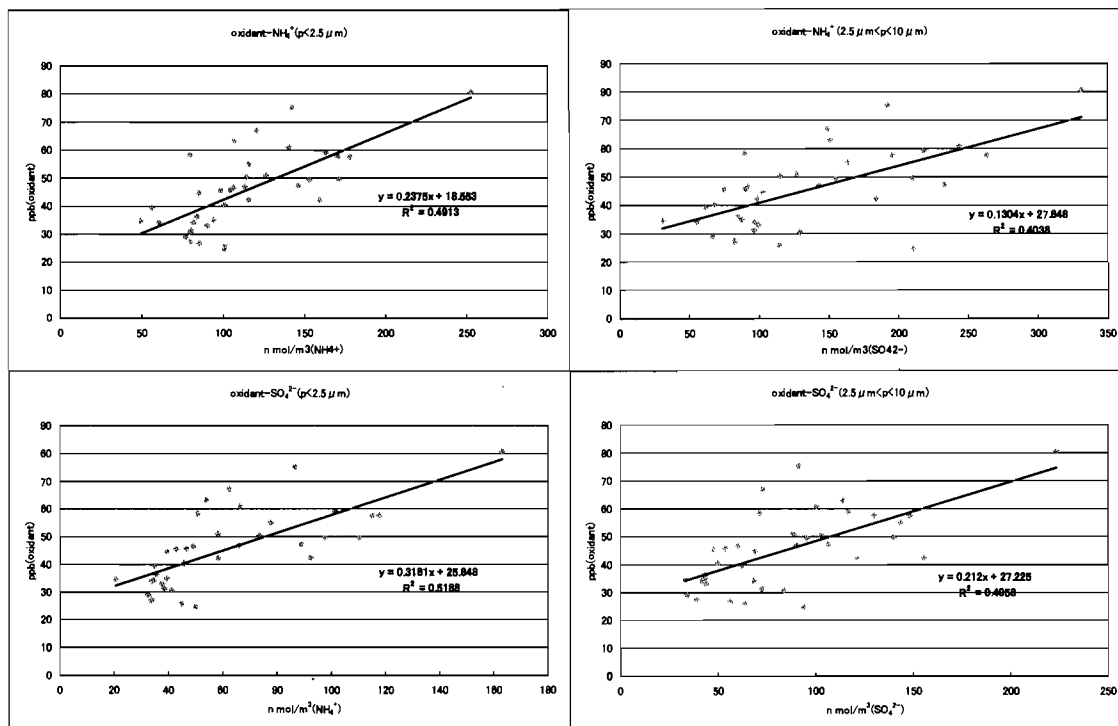 oxidant-NH₄⁺(p<2.5μm)
90
80
70
60
50
40
30
20
10
0
ppb(oxidant)
y = 0.2375x + 18.553
R² = 0.4913
0 50 100 150 200 250 300
n mol/m3(NH4+)
oxidant-NH₄⁺(2.5μm<p<10μm)
90
80
70
60
50
40
30
20
10
0
ppb(oxidant)
y = 0.1304x + 27.848
R² = 0.4038
0 50 100 150 200 250 300 350
n mol/m3(SO42-)
oxidant-SO₄²⁻(p<2.5μm)
90
80
70
60
50
40
30
20
10
0
ppb(oxidant)
y = 0.3181x + 25.848
R² = 0.5188
0 20 40 60 80 100 120 140 160 180
n mol/m³(NH₄⁺)
oxidant-SO₄²⁻(2.5μm<p<10μm)
80
80
70
60
50
40
30
20
10
0
ppb(oxidant)
y = 0.212x + 27.225
R² = 0.4958
0 50 100 150 200 250
n mol/m³(SO₄²⁻)